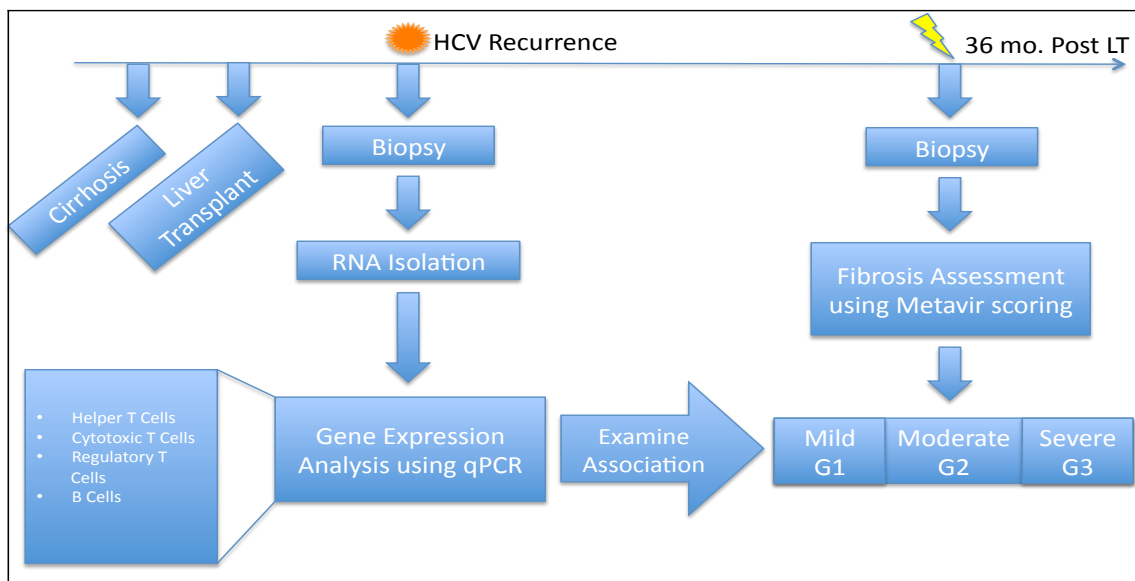 HCV Recurrence
36 mo. Post LT
Cirrhosis
Liver
Transplant
Biopsy
Biopsy
RNA Isolation
Fibrosis Assessment
using Metavir scoring
• Helper T Cells
• Cytotoxic T Cells
• Regulatory T
Cells
• B Cells
Gene Expression
Analysis using qPCR
Examine
Association
Mild
G1
Moderate
G2
Severe
G3